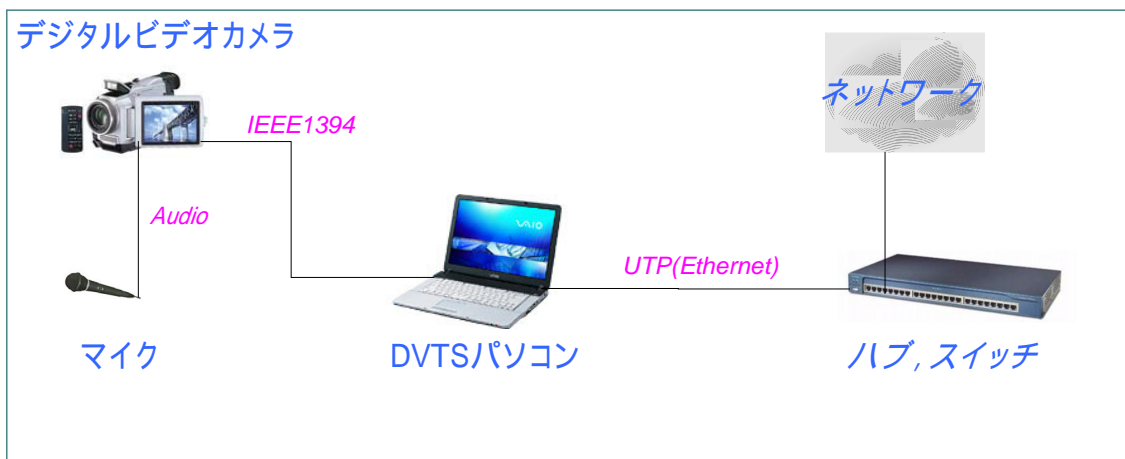 デジタルビデオカメラ
ネットワーク
IEEE1394
Audio
VAIO
UTP(Ethernet)
マイク
DVTSパソコン
ハブ,スイッチ